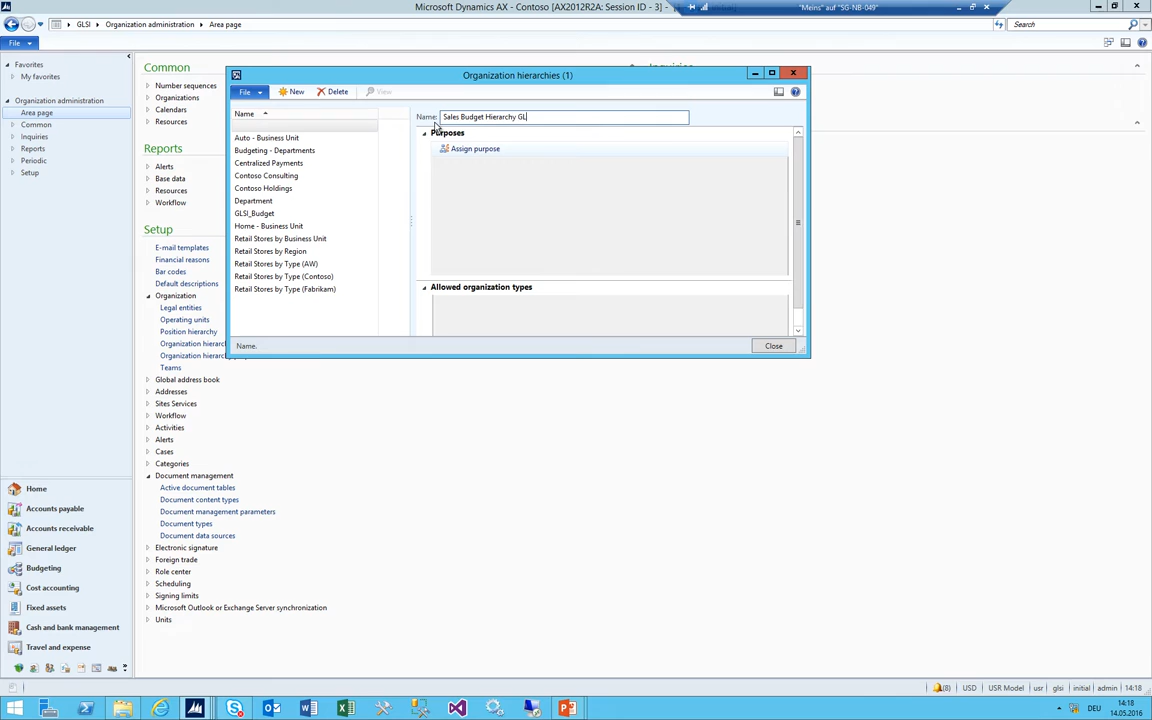 Microsoft Dynamics AX - Contoso [AX2012R2A: Session ID - 3] -
"Meins" auf "SG-NB-049"
GLSI
Organization administration
Area page
Search
File
Favorites
My favorites
Organization administration
Area page
Common
Inquiries
Reports
Periodic
Setup
Common
Number sequences
Organizations
Calendars
Resources
Reports
Alerts
Base data
Resources
Workflow
Setup
E-mail templates
Financial reasons
Bar codes
Default descriptions
Organization
Legal entities
Operating units
Position hierarchy
Teams
Global address book
Addresses
Sites Services
Workflow
Activities
Alerts
Cases
Categories
Document management
Active document tables
Document content types
Document management parameters
Document types
Document data sources
Electronic signature
Foreign trade
Role center
Scheduling
Signing limits
Microsoft Outlook or Exchange Server synchronization
Units
Organization hierarchies (1)
File
New
Delete
View
Name
Auto - Business Unit
Budgeting - Departments
Centralized Payments
Contoso Consulting
Contoso Holdings
Department
GLSI_Budget
Home - Business Unit
Retail Stores by Business Unit
Retail Stores by Region
Retail Stores by Type (AW)
Retail Stores by Type (Contoso)
Retail Stores by Type (Fabrikam)
Name: Sales Budget Hierarchy GL
Purposes
Assign purpose
Allowed organization types
Name.
Close
Home
Accounts payable
Accounts receivable
General ledger
Budgeting
Cost accounting
Fixed assets
Cash and bank management
Travel and expense
(8)
USD
USR Model
usr
glsi
initial
admin
14:18
DEU
14:18
14.05.2016